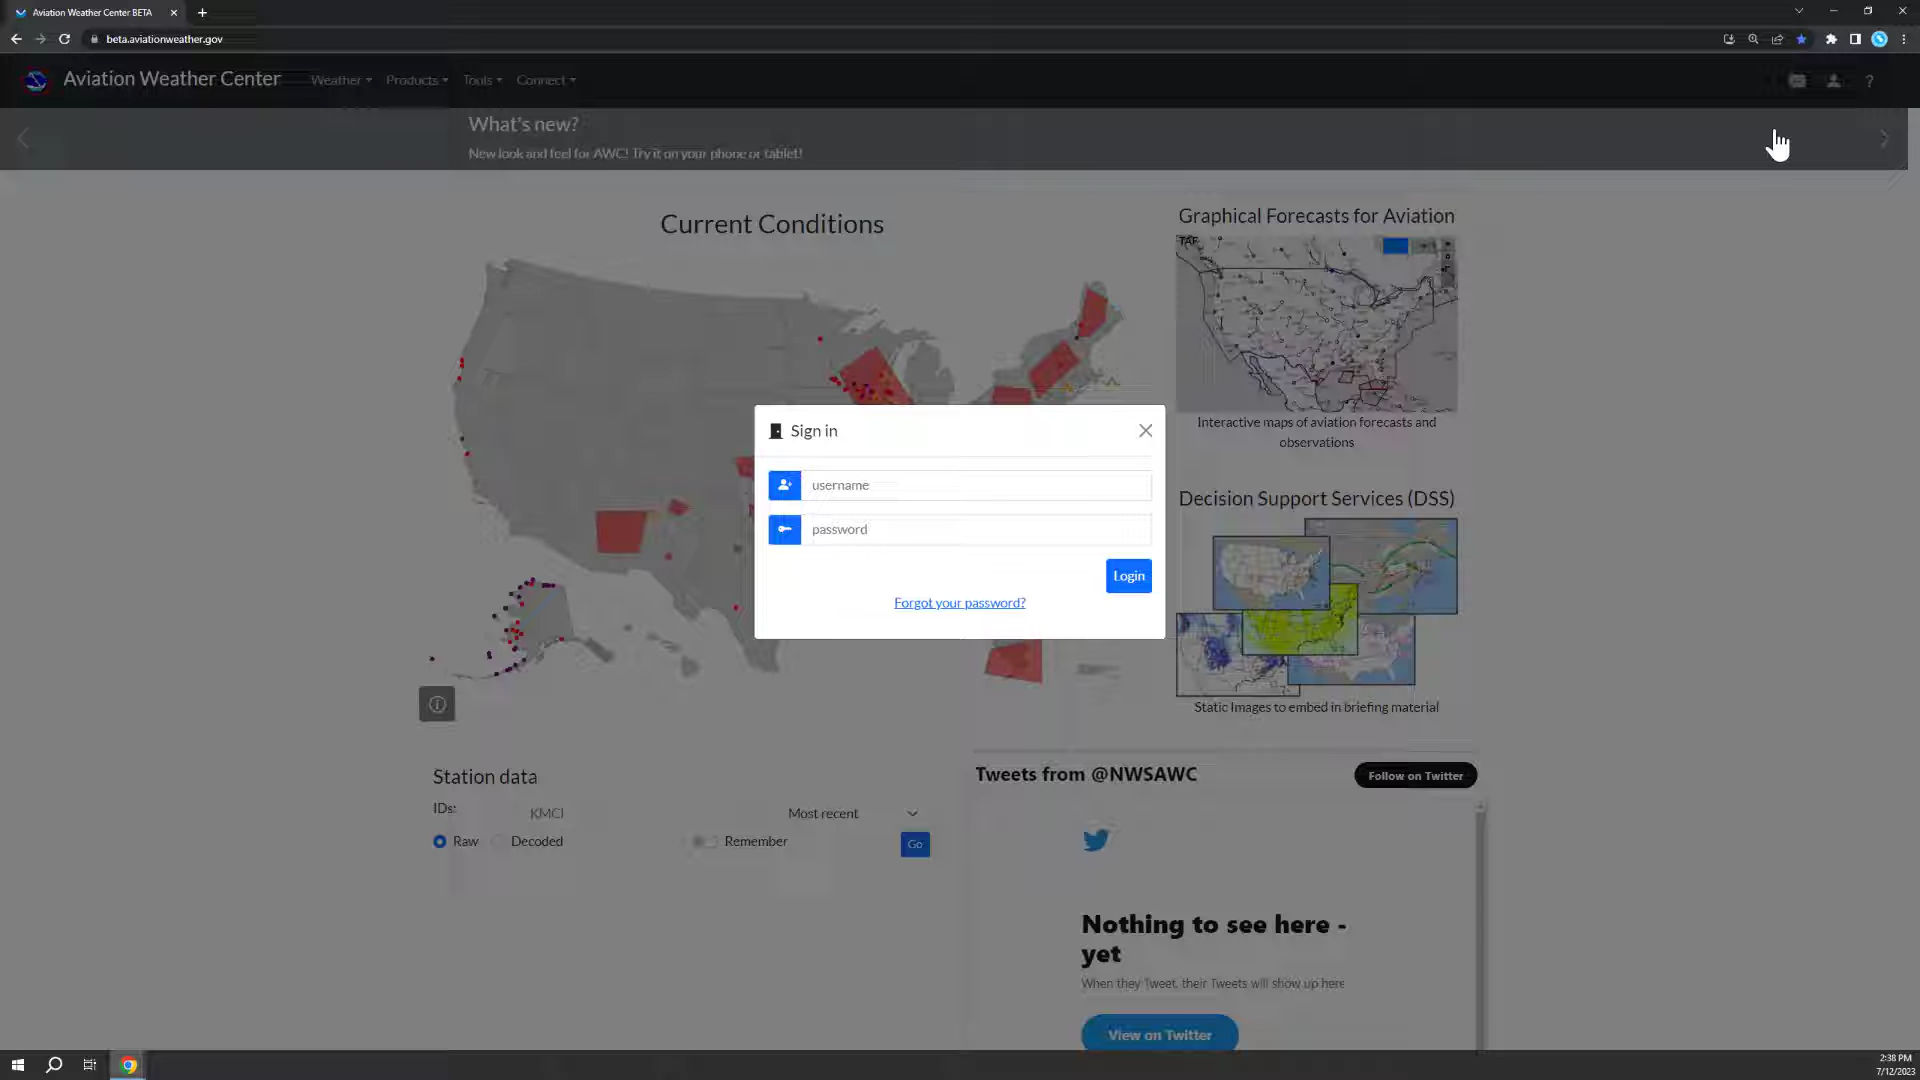 Aviation Weather Center BETA
beta.aviationweather.gov
Aviation Weather Center
Weather
Products
Tools
Connect
?
What's new?
New look and feel for AWC! Try it on your phone or tablet!
Current Conditions
Graphical Forecasts for Aviation
TAF
Interactive maps of aviation forecasts and
observations
Sign in
username
password
Login
Forgot your password?
Decision Support Services (DSS)
Static Images to embed in briefing material
Station data
IDs:
KMCI
Most recent
Raw
Decoded
Remember
Go
Tweets from @NWSAWC
Follow on Twitter
Nothing to see here -
yet
When they Tweet, their Tweets will show up here
View on Twitter
2:38 PM
7/12/2023